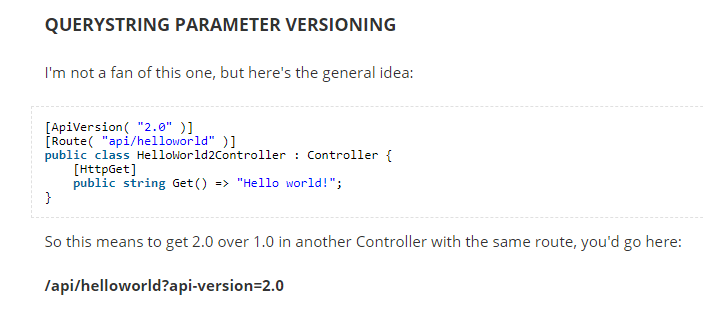 QUERYSTRING PARAMETER VERSIONING
I'm not a fan of this one, but here's the general idea:
[ApiVersion( "2.0" )]
[Route( "api/helloworld" )]
public class HelloWorld2Controller : Controller {
    [HttpGet]
    public string Get() => "Hello world!";
}
So this means to get 2.0 over 1.0 in another Controller with the same route, you'd go here:
/api/helloworld?api-version=2.0